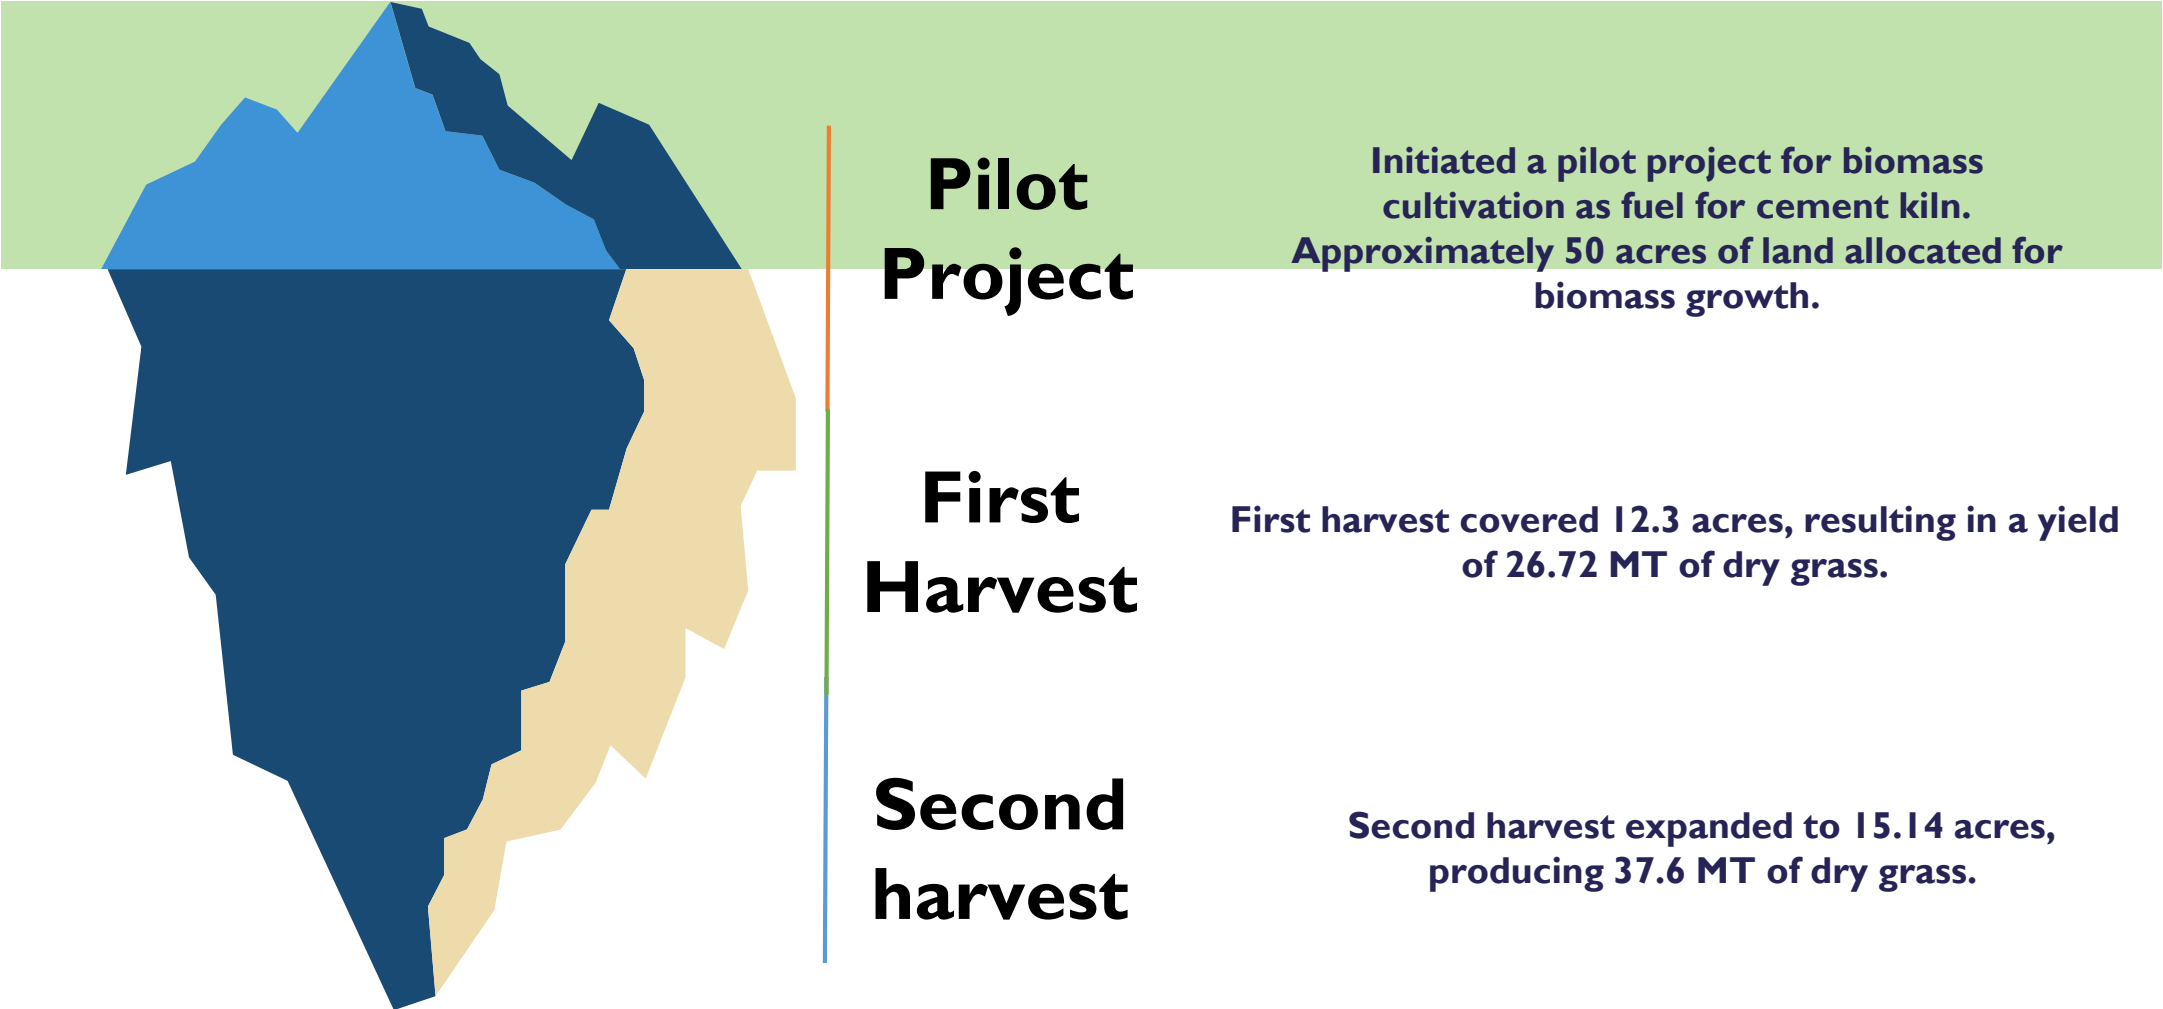 Pilot
Project
Initiated a pilot project for biomass
cultivation as fuel for cement kiln.
Approximately 50 acres of land allocated for
biomass growth.
First
Harvest
First harvest covered 12.3 acres, resulting in a yield
of 26.72 MT of dry grass.
Second
harvest
Second harvest expanded to 15.14 acres,
producing 37.6 MT of dry grass.